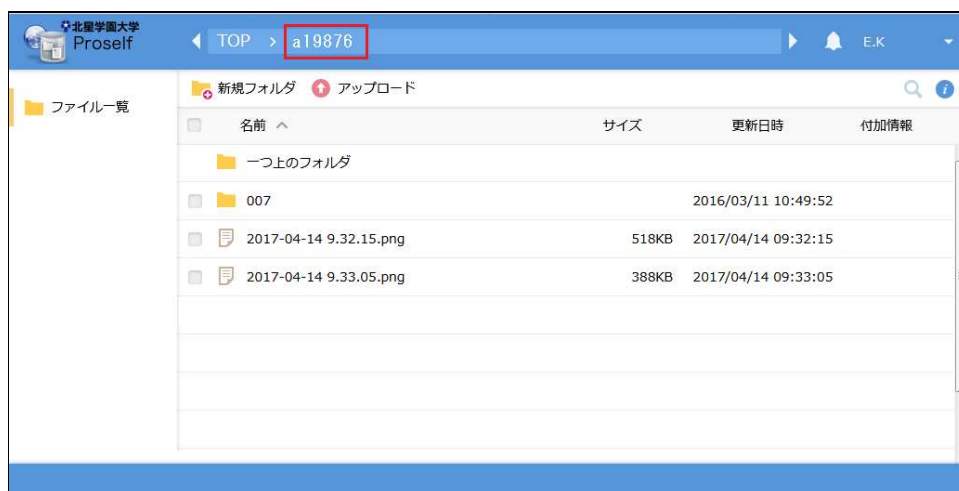 北星学園大学
Proself
TOP > a19876
E.K
ファイル一覧
新規フォルダ アップロード
名前 サイズ 更新日時 付加情報
一つ上のフォルダ
007 2016/03/11 10:49:52
2017-04-14 9.32.15.png 518KB 2017/04/14 09:32:15
2017-04-14 9.33.05.png 388KB 2017/04/14 09:33:05